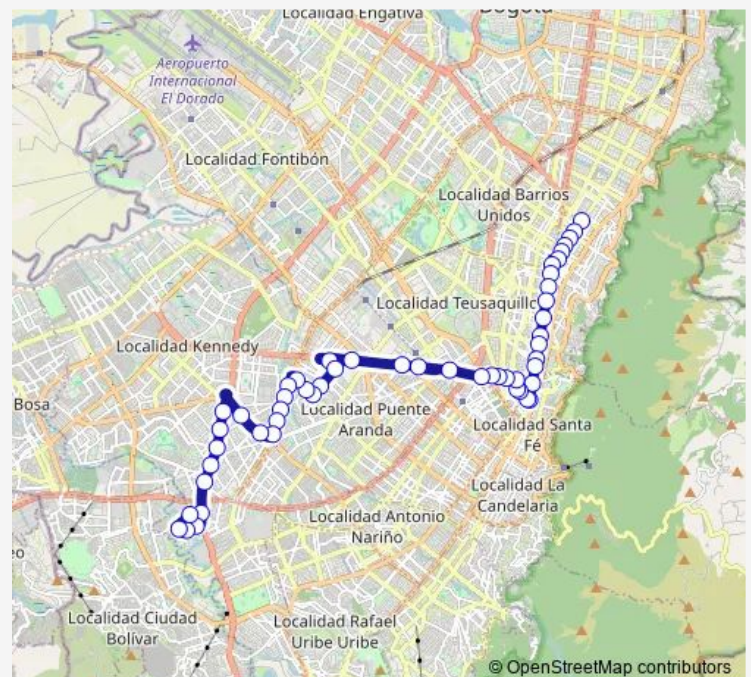 Localidad Engativá
Bogotá
Aeropuerto
Internacional
El Dorado
Localidad Fontibón
Localidad Barrios
Unidos
Localidad Teusaquillo
Localidad Kennedy
Bosa
Localidad Puente
Aranda
Localidad Santa
Fé
Localidad La
Candelaria
Localidad Antonio
Nariño
Localidad Ciudad
Bolívar
Localidad Rafael
Uribe Uribe
© OpenStreetMap contributors